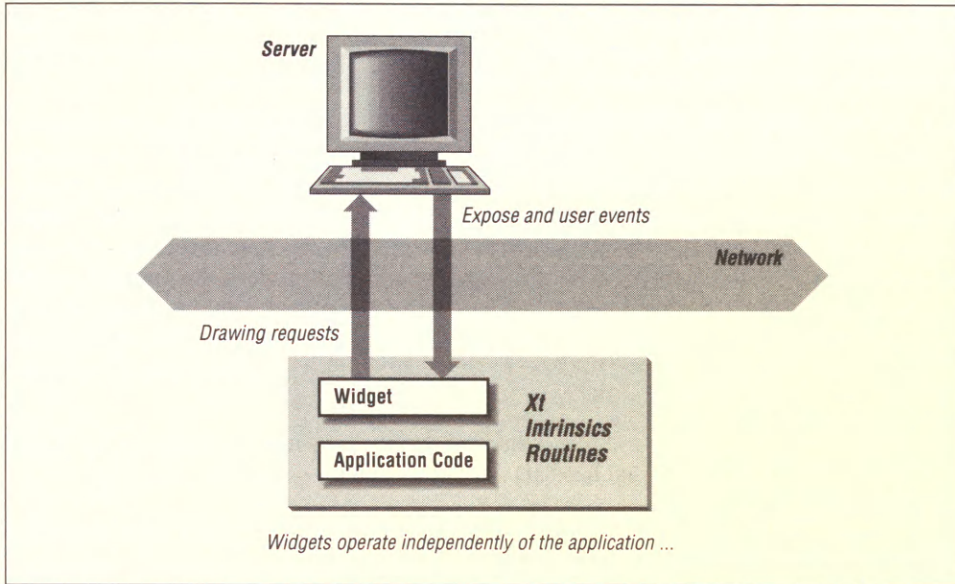 Server
Expose and user events
Network
Drawing requests
Widget
Application Code
Xt
Intrinsics
Routines
Widgets operate independently of the application ...